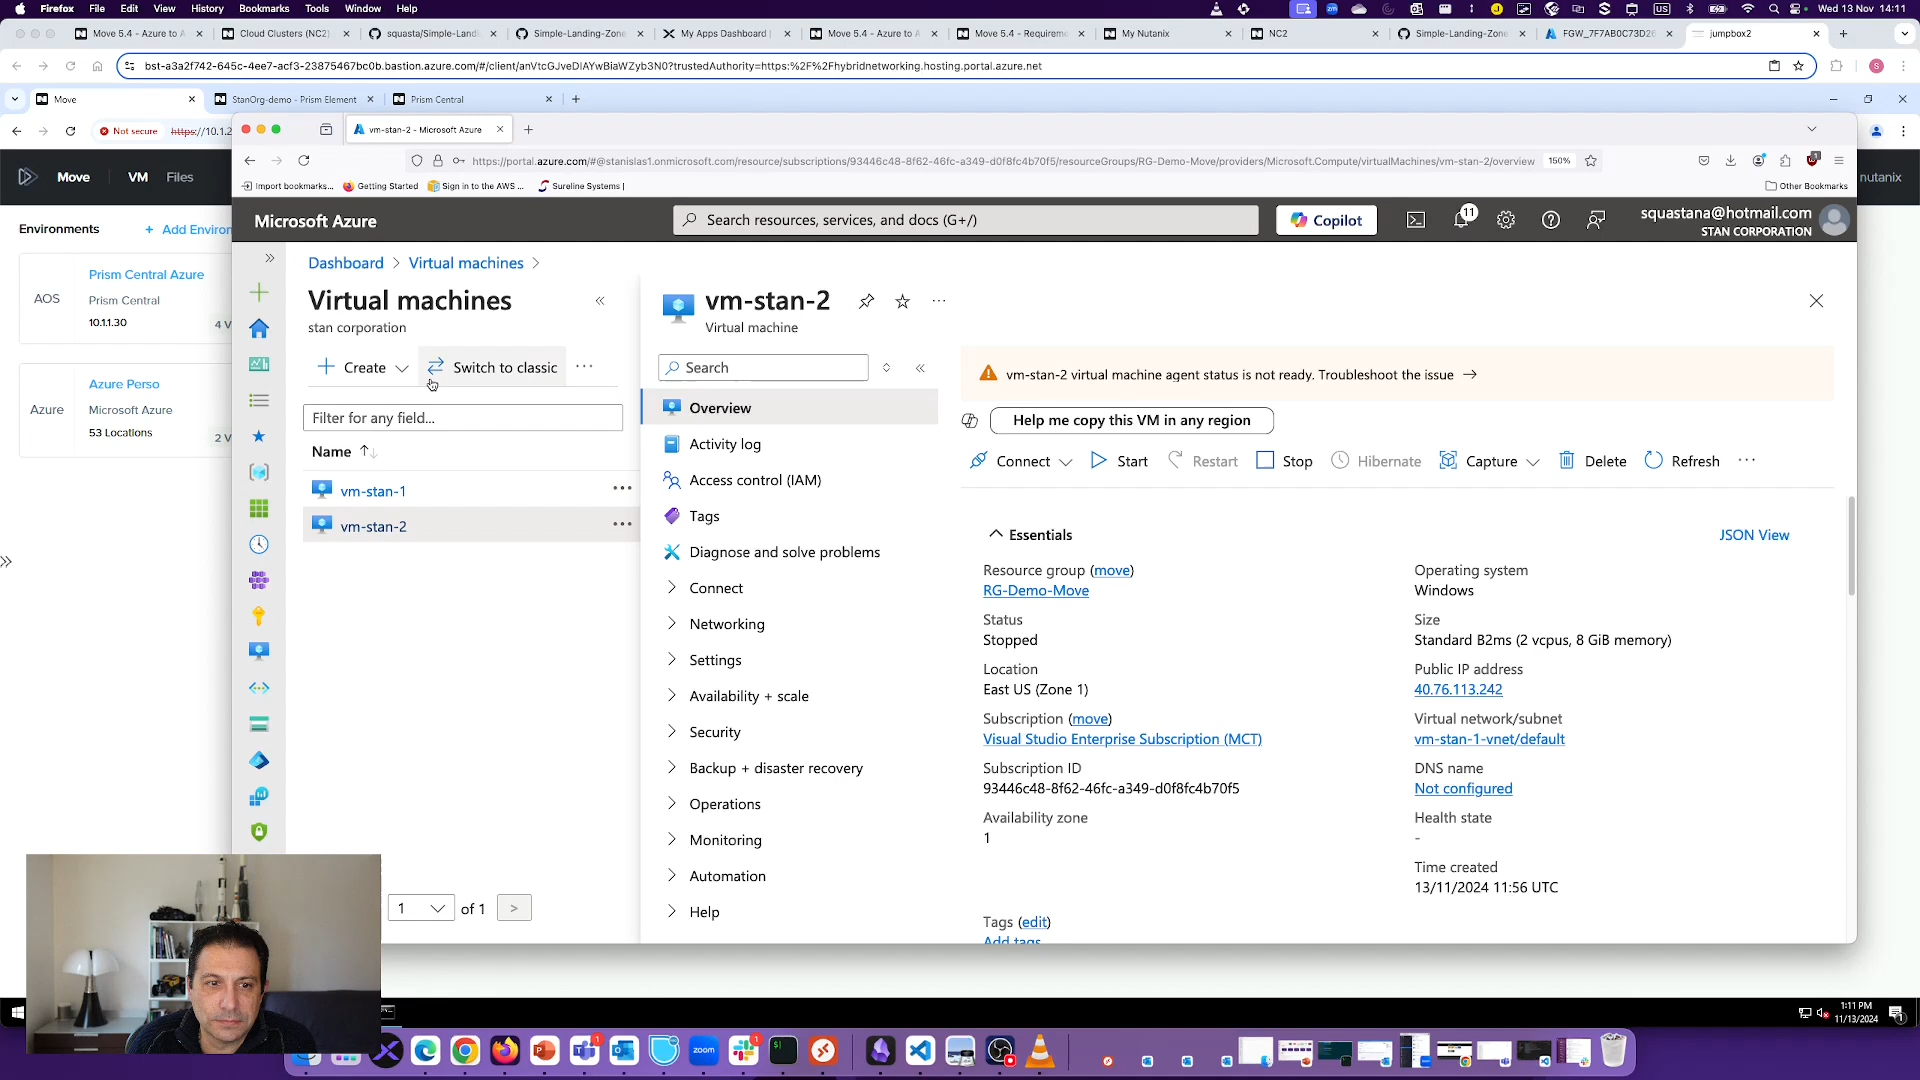 Firefox File Edit View History Bookmarks Tools Window Help
US Wed 13 Nov 14:11
Move 5.4 - Azure to A
Cloud Clusters (NC2)
squasta/Simple-Landi
Simple-Landing-Zone
My Apps Dashboard
Move 5.4 - Azure to A
Move 5.4 - Requirem
My Nutanix
NC2
Simple-Landing-Zone
FGW_7F7AB0C73D26
jumpbox2
bst-a3a2f742-645c-4ee7-acf3-23875467bc0b.bastion.azure.com/#/client/anVtcGJveDIAYwBiaWZyb3N0?trustedAuthority=https:%2F%2Fhybridnetworking.hosting.portal.azure.net
S
Move
StanOrg-demo - Prism Element
Prism Central
Not secure https://10.1.2
vm-stan-2 - Microsoft Azure
https://portal.azure.com/#@stanislas1.onmicrosoft.com/resource/subscriptions/93446c48-8f62-46fc-a349-d0f8fc4b70f5/resourceGroups/RG-Demo-Move/providers/Microsoft.Compute/virtualMachines/vm-stan-2/overview 150%
Import bookmarks... Getting Started Sign in to the AWS ... Sureline Systems | Other Bookmarks
Move VM Files
nutanix
Microsoft Azure
Search resources, services, and docs (G+/)
Copilot
11
squastana@hotmail.com
STAN CORPORATION
Environments + Add Environ
AOS
Prism Central Azure
Prism Central
10.1.1.30 4 V
Azure
Azure Perso
Microsoft Azure
53 Locations 2 V
Dashboard > Virtual machines >
Virtual machines
stan corporation
Create Switch to classic ...
Filter for any field...
Name
vm-stan-1
vm-stan-2
1 of 1 >
vm-stan-2
Virtual machine
Search
Overview
Activity log
Access control (IAM)
Tags
Diagnose and solve problems
Connect
Networking
Settings
Availability + scale
Security
Backup + disaster recovery
Operations
Monitoring
Automation
Help
vm-stan-2 virtual machine agent status is not ready. Troubleshoot the issue →
Help me copy this VM in any region
Connect Start Restart Stop Hibernate Capture Delete Refresh ...
Essentials
JSON View
Resource group (move)
RG-Demo-Move
Status
Stopped
Location
East US (Zone 1)
Subscription (move)
Visual Studio Enterprise Subscription (MCT)
Subscription ID
93446c48-8f62-46fc-a349-d0f8fc4b70f5
Availability zone
1
Operating system
Windows
Size
Standard B2ms (2 vcpus, 8 GiB memory)
Public IP address
40.76.113.242
Virtual network/subnet
vm-stan-1-vnet/default
DNS name
Not configured
Health state
-
Time created
13/11/2024 11:56 UTC
Tags (edit)
Add tags
1:11 PM
11/13/2024
zoom